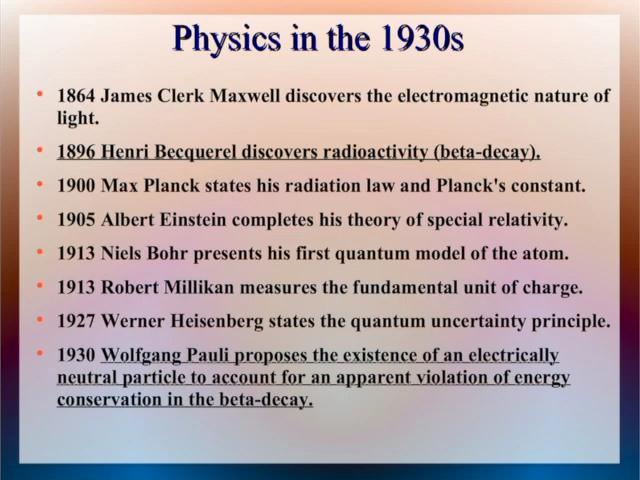 Physics in the 1930s
1864 James Clerk Maxwell discovers the electromagnetic nature of
light.
1896 Henri Becquerel discovers radioactivity (beta-decay).
1900 Max Planck states his radiation law and Planck's constant.
1905 Albert Einstein completes his theory of special relativity.
1913 Niels Bohr presents his first quantum model of the atom.
1913 Robert Millikan measures the fundamental unit of charge.
1927 Werner Heisenberg states the quantum uncertainty principle.
1930 Wolfgang Pauli proposes the existence of an electrically
neutral particle to account for an apparent violation of energy
conservation in the beta-decay.